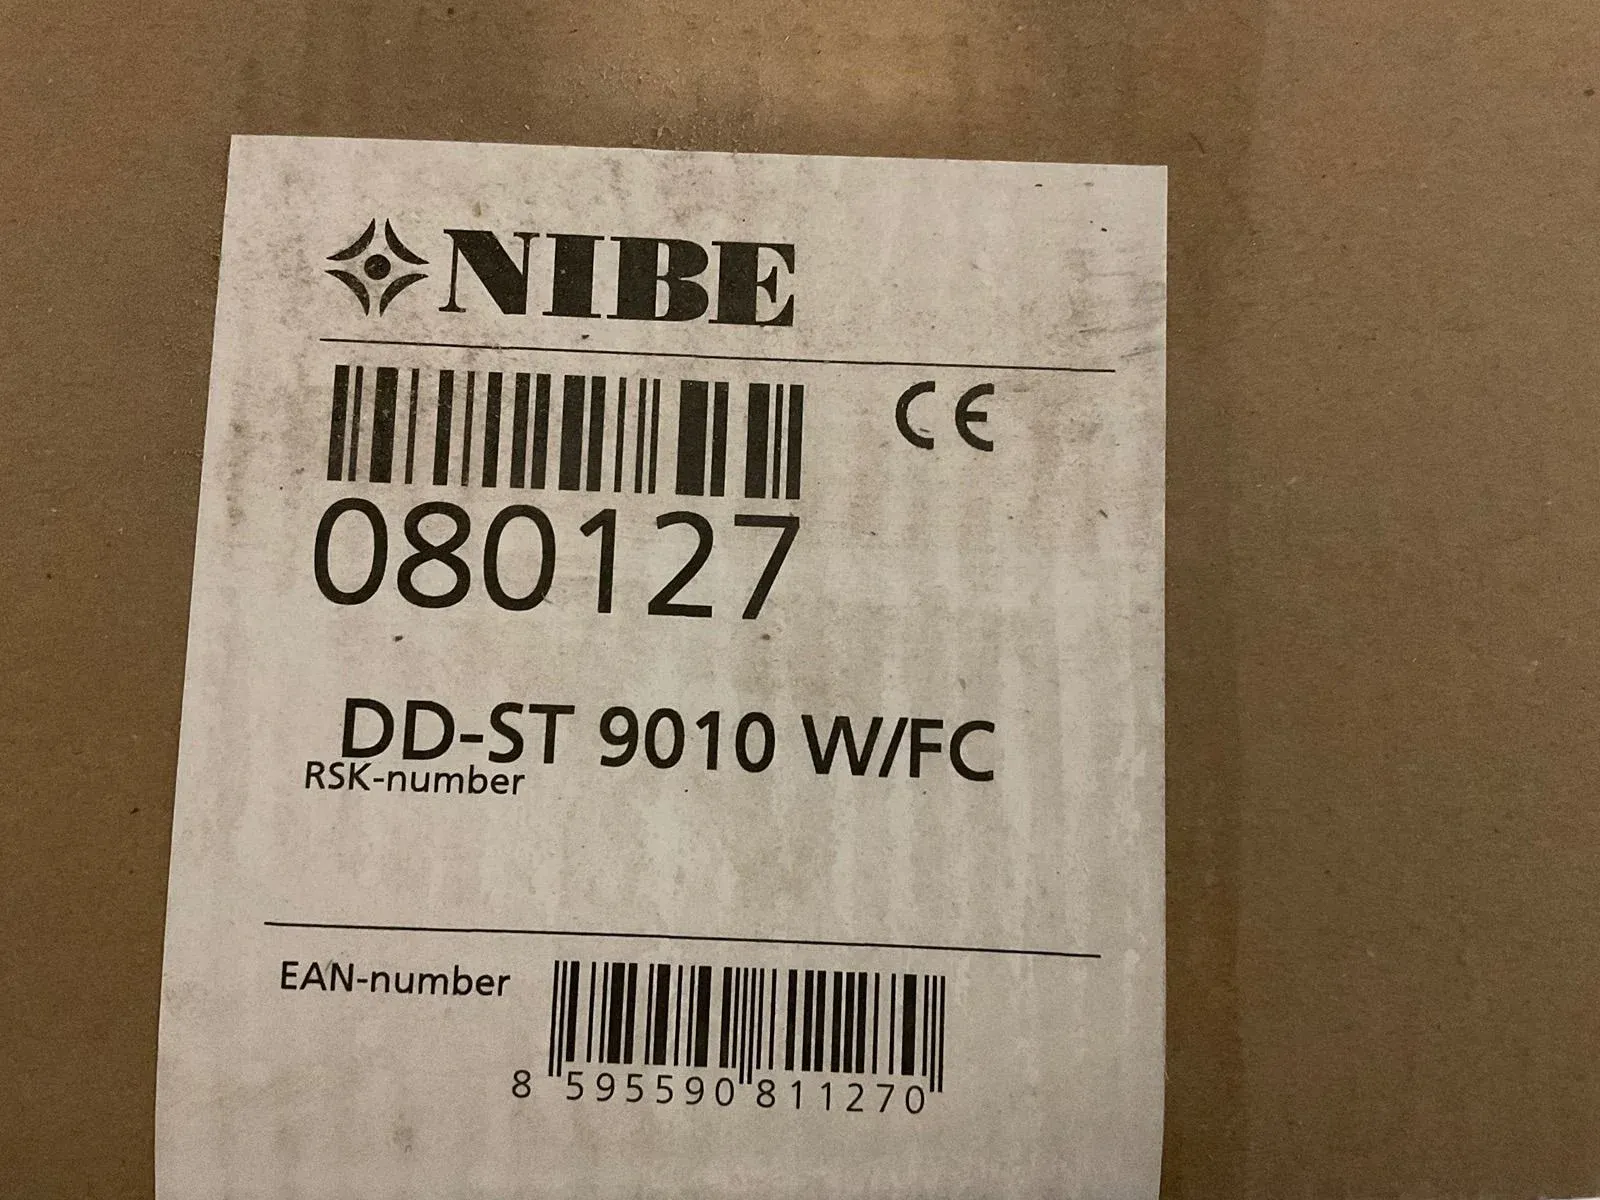 NIBE
CE
080127
DD-ST 9010 W/FC
RSK-number
EAN-number
8 595590 811270